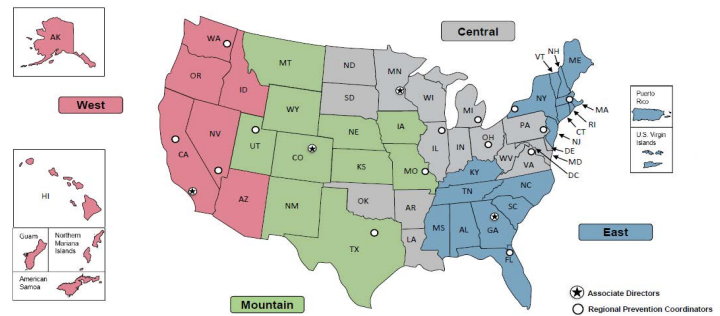 Central
West
East
Mountain
AK
WA
OR
ID
NV
CA
AZ
HI
Guam
Northern
Mariana
Islands
American
Samoa
MT
WY
UT
CO
NM
NE
KS
IA
MO
TX
ND
SD
MN
WI
MI
IL
IN
OH
OK
AR
LA
PA
WV
VA
KY
TN
NC
SC
MS
AL
GA
FL
NY
VT
NH
ME
MA
RI
CT
NJ
DE
MD
DC
Puerto
Rico
U.S. Virgin
Islands
Associate Directors
Regional Prevention Coordinators